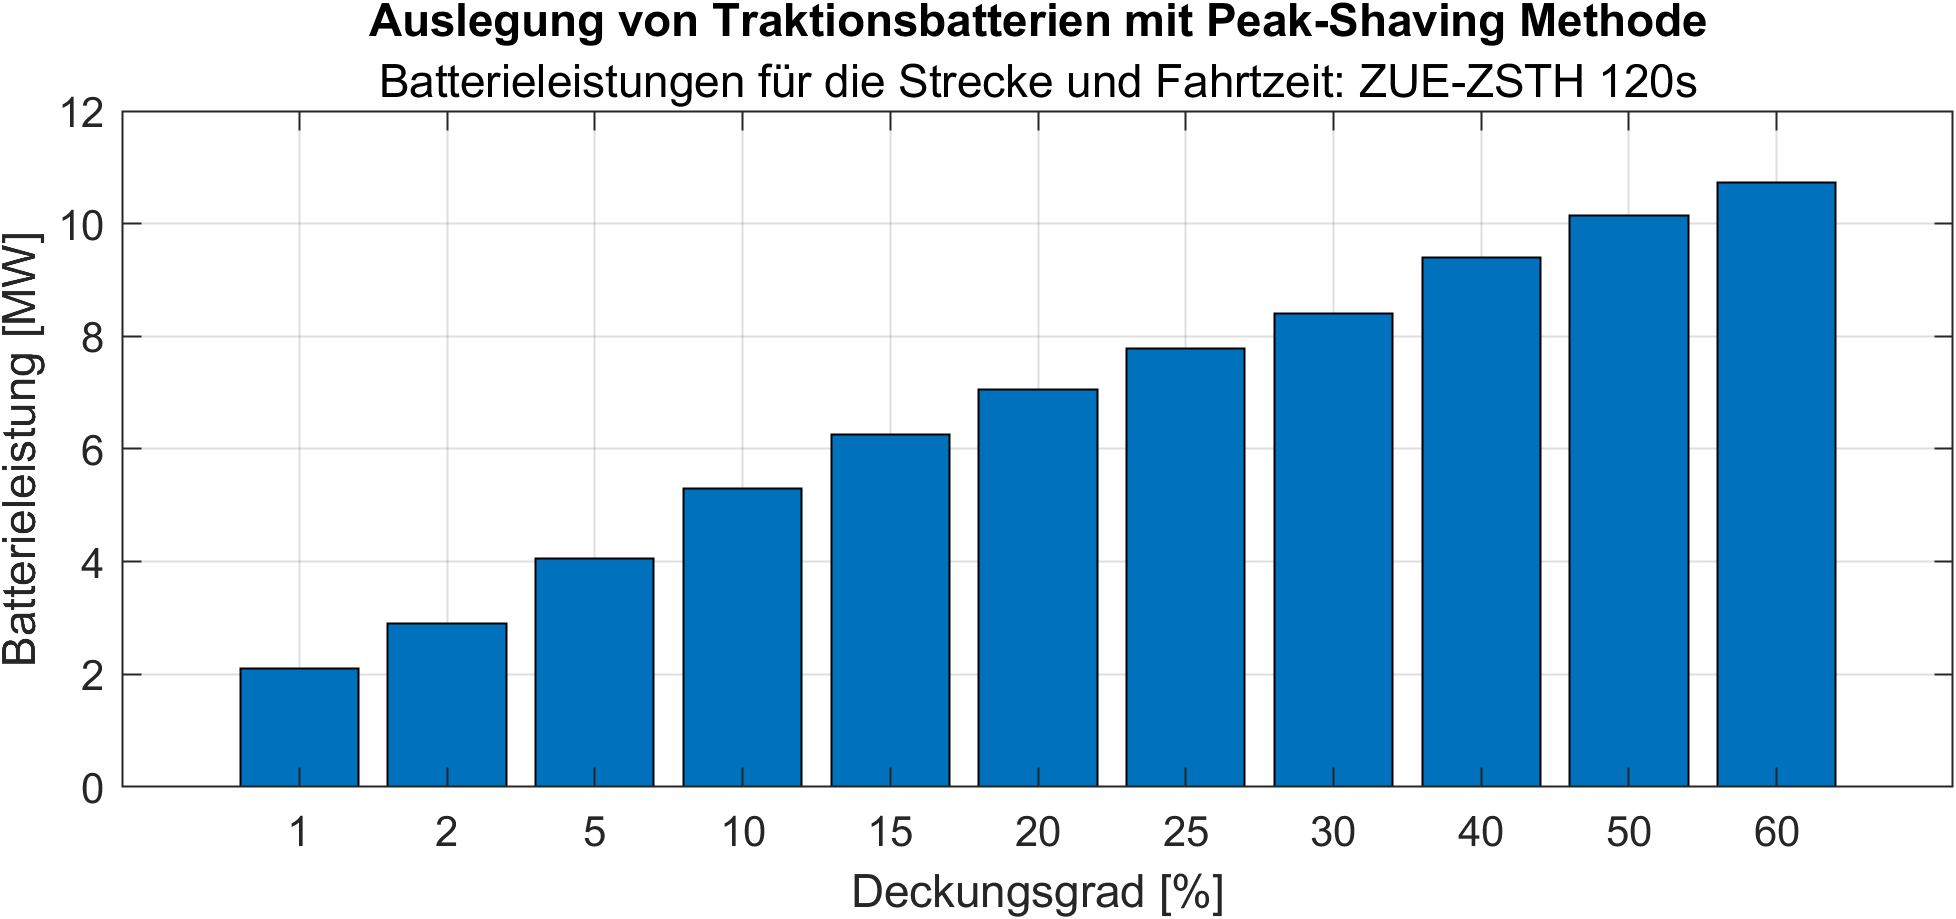 Auslegung von Traktionsbatterien mit Peak-Shaving Methode
Batterieleistungen für die Strecke und Fahrtzeit: ZUE-ZSTH 120s
12
10
8
6
4
2
0
Batterieleistung [MW]
1 2 5 10 15 20 25 30 40 50 60
Deckungsgrad [%]